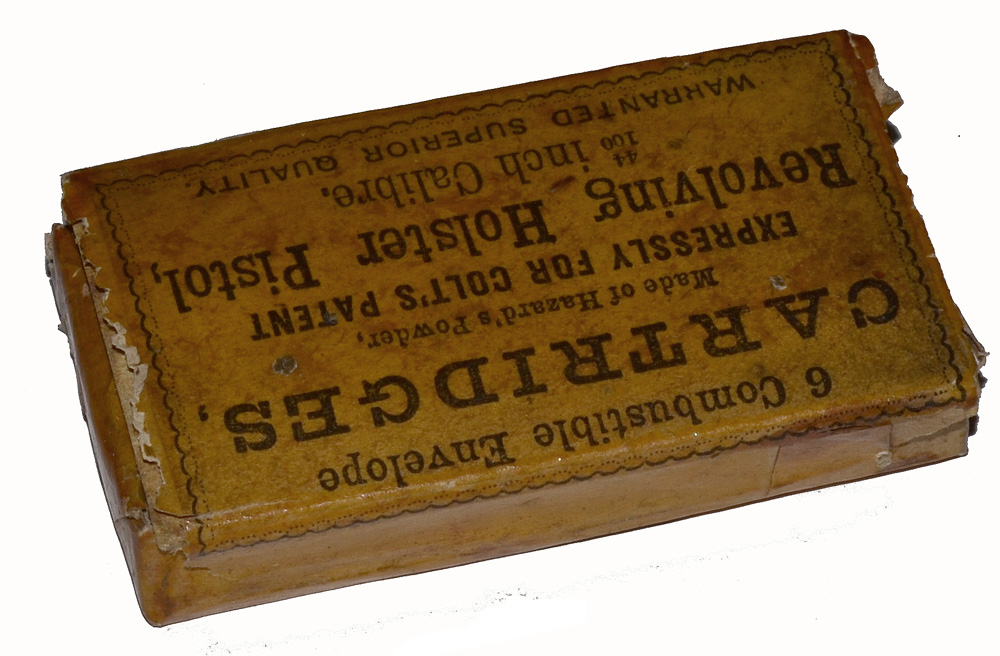 6 Combustible Envelope
CARTRIDGES,
Made of Hazard's Powder,
EXPRESSLY FOR COLT'S PATENT
Revolving Holster Pistol,
44/100 inch Calibre.
WARRANTED SUPERIOR QUALITY.